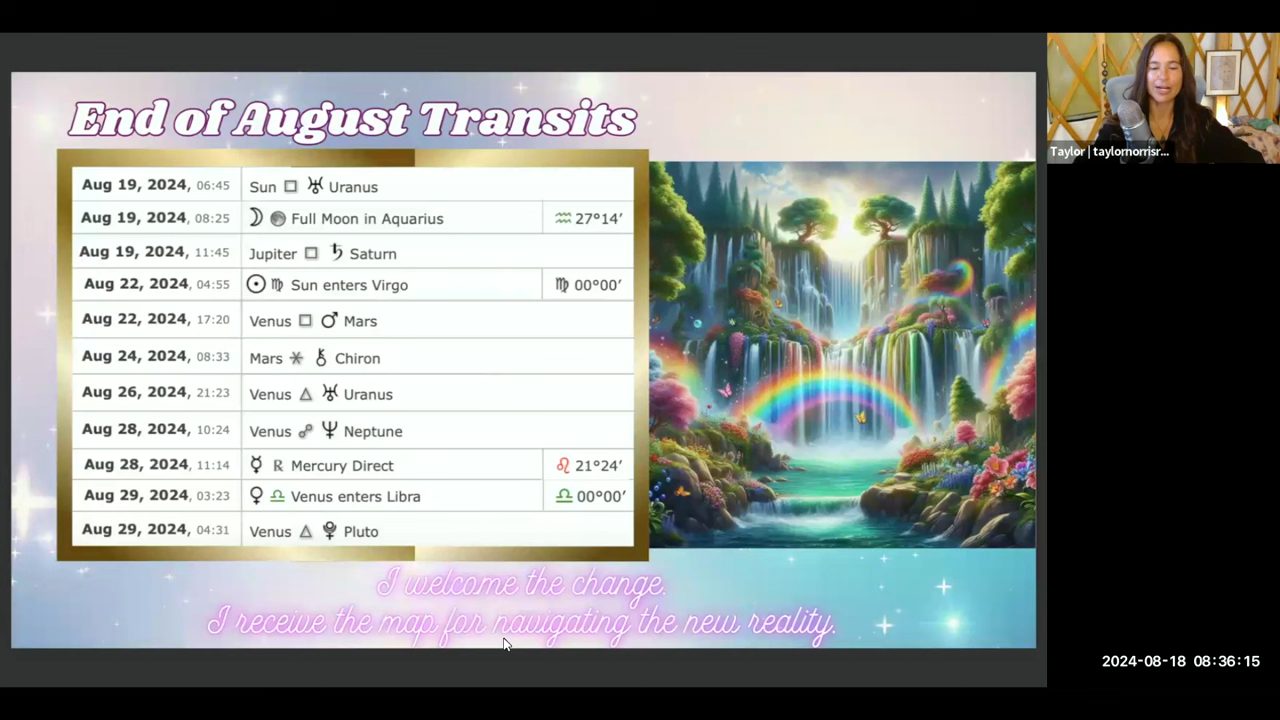 End of August Transits
Taylor | taylornorrisr...
Aug 19, 2024, 06:45 Sun □ ♅ Uranus
Aug 19, 2024, 08:25 ☽ Full Moon in Aquarius ♒ 27°14’
Aug 19, 2024, 11:45 Jupiter □ ♄ Saturn
Aug 22, 2024, 04:55 ☉ ♍ Sun enters Virgo ♍ 00°00’
Aug 22, 2024, 17:20 Venus □ ♂ Mars
Aug 24, 2024, 08:33 Mars ⚹ ⚷ Chiron
Aug 26, 2024, 21:23 Venus △ ♅ Uranus
Aug 28, 2024, 10:24 Venus ☍ ♆ Neptune
Aug 28, 2024, 11:14 ☿ R Mercury Direct ♌ 21°24’
Aug 29, 2024, 03:23 ♀ ♎ Venus enters Libra ♎ 00°00’
Aug 29, 2024, 04:31 Venus △ Pluto
I welcome the change.
I receive the map for navigating the new reality.
2024-08-18 08:36:15